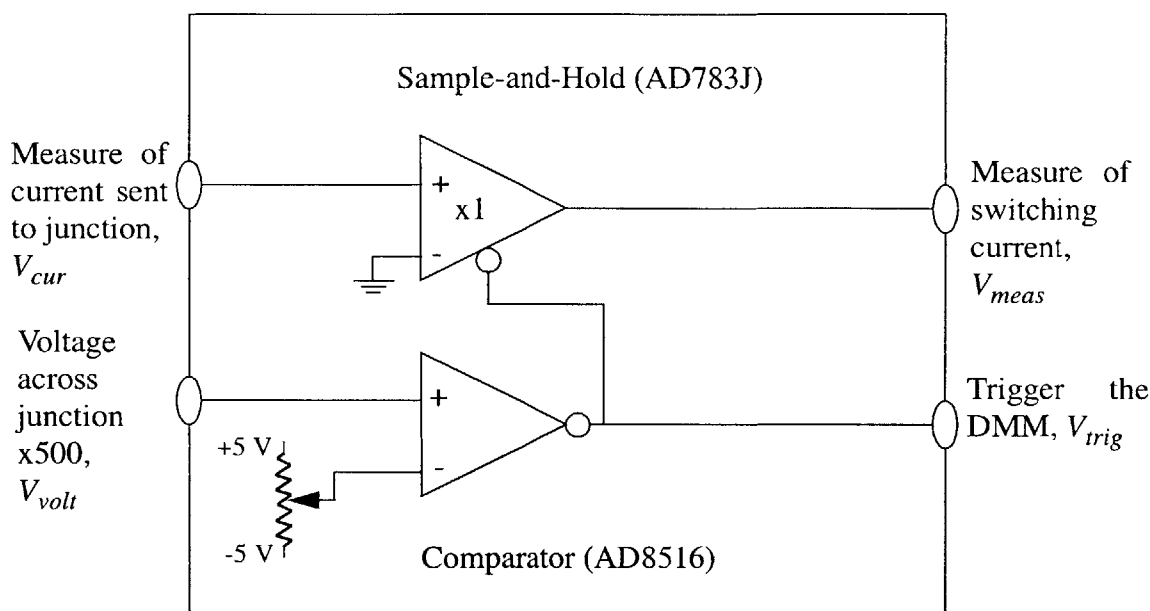 Sample-and-Hold (AD783J)
Measure of
current sent
to junction,
V_cur
+
x1
-
Measure of
switching
current,
V_meas
Voltage
across
junction
x500,
V_volt
+
-
+5 V
-5 V
Trigger the
DMM, V_trig
Comparator (AD8516)